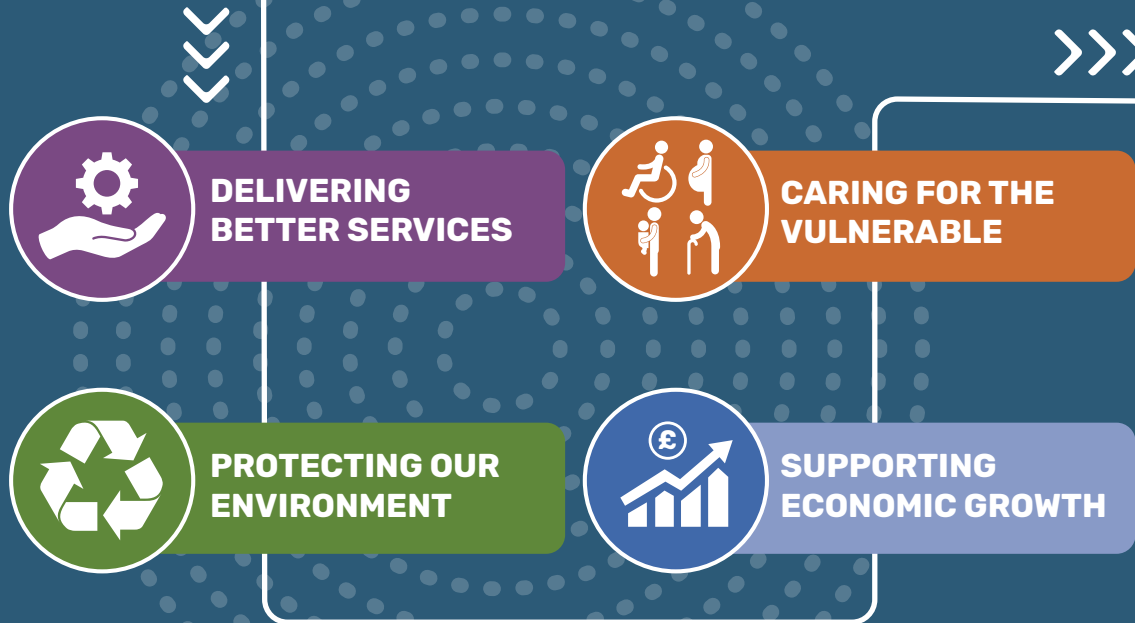 DELIVERING
BETTER SERVICES
CARING FOR THE
VULNERABLE
PROTECTING OUR
ENVIRONMENT
£
SUPPORTING
ECONOMIC GROWTH